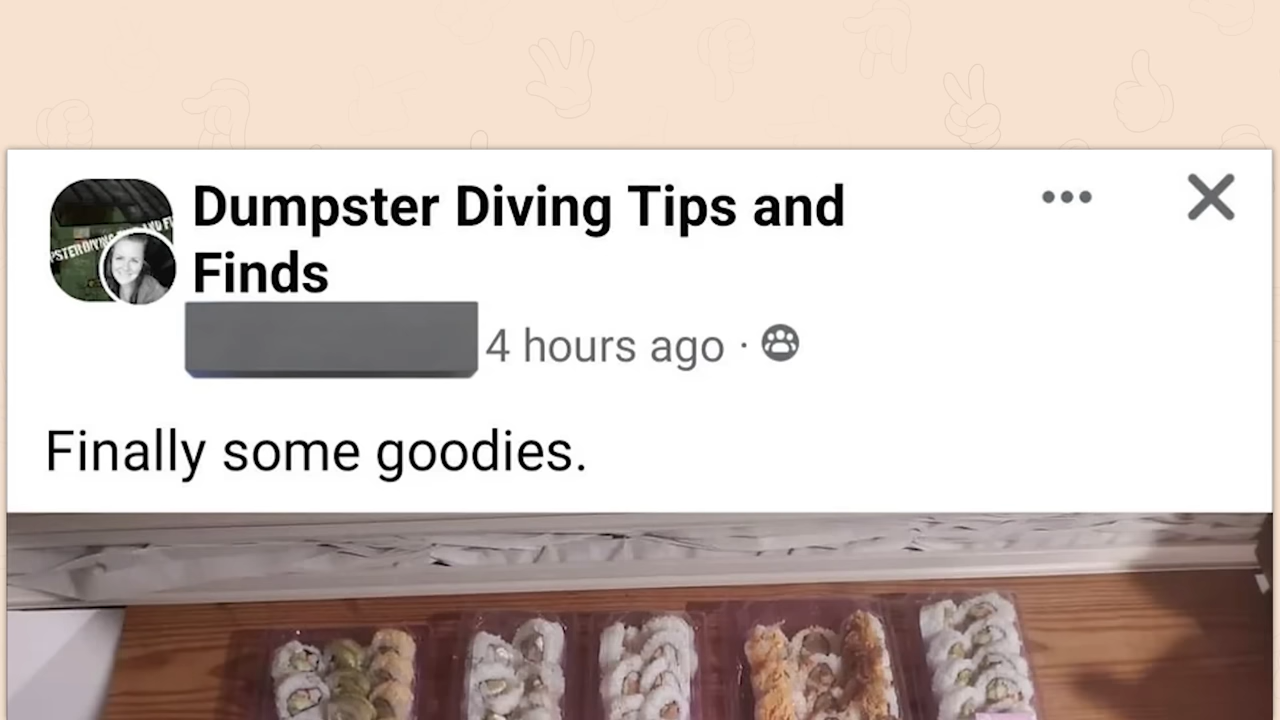 Dumpster Diving Tips and
Finds
4 hours ago ·
Finally some goodies.